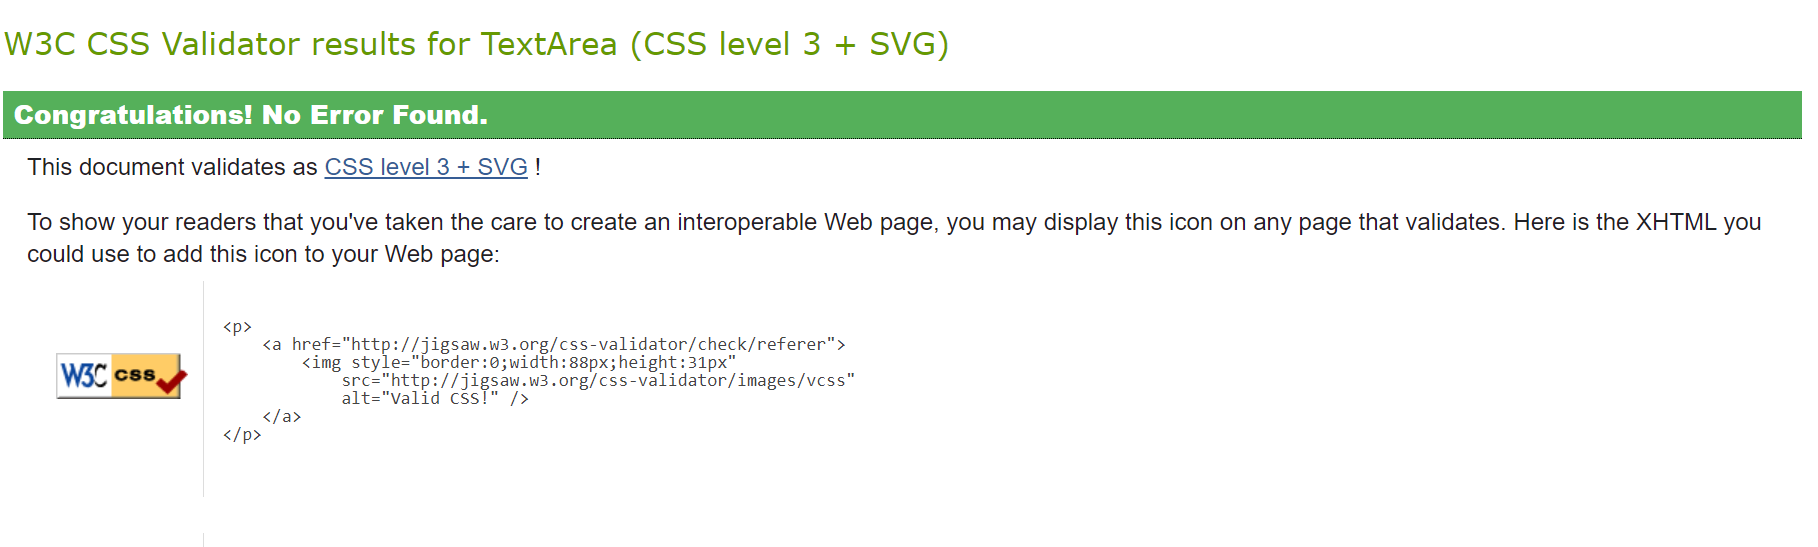 W3C CSS Validator results for TextArea (CSS level 3 + SVG)
Congratulations! No Error Found.
This document validates as CSS level 3 + SVG !
To show your readers that you've taken the care to create an interoperable Web page, you may display this icon on any page that validates. Here is the XHTML you
could use to add this icon to your Web page:
W3C css
<p>
    <a href="http://jigsaw.w3.org/css-validator/check/referer">
        <img style="border:0;width:88px;height:31px"
            src="http://jigsaw.w3.org/css-validator/images/vcss"
            alt="Valid CSS!" />
    </a>
</p>